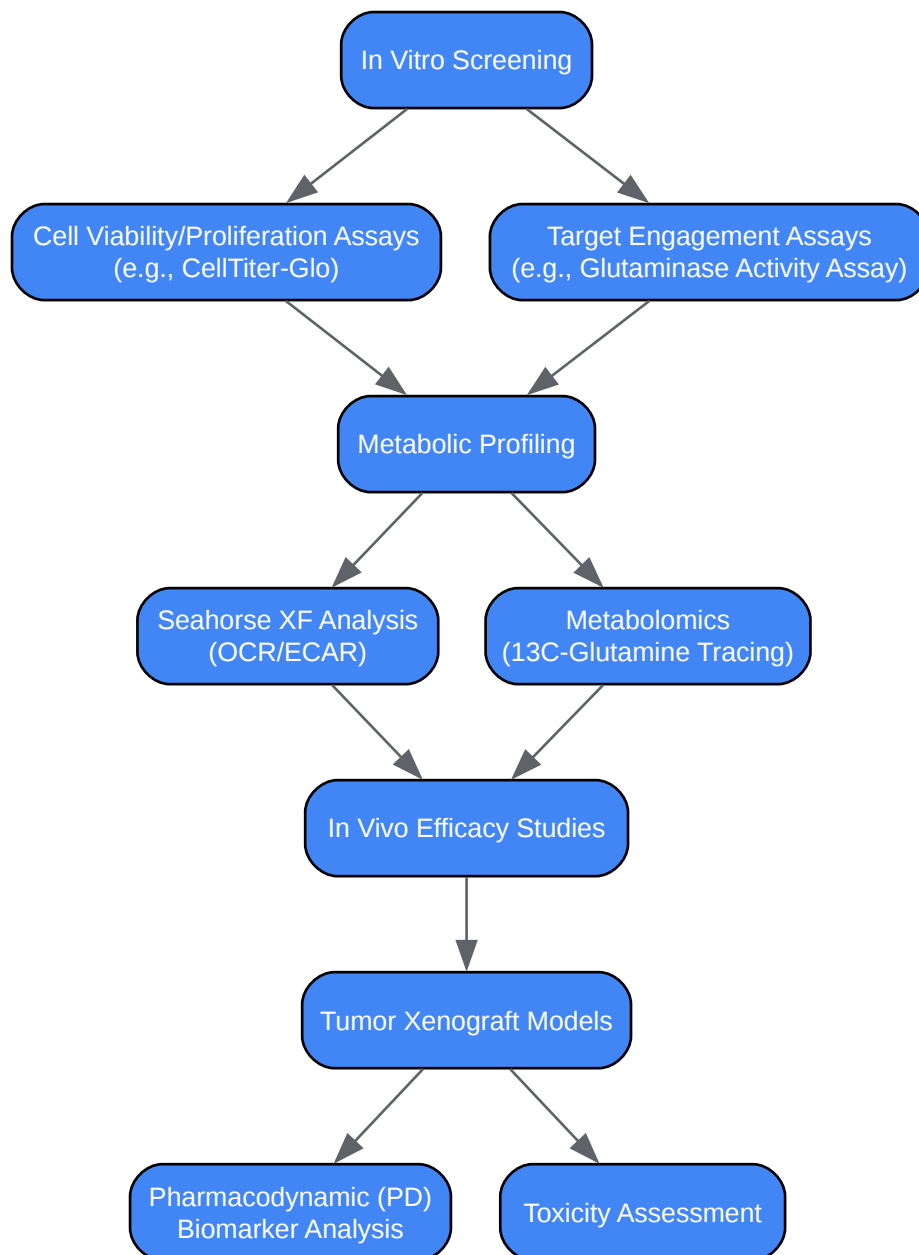 In Vitro Screening
Cell Viability/Proliferation Assays
(e.g., CellTiter-Glo)
Target Engagement Assays
(e.g., Glutaminase Activity Assay)
Metabolic Profiling
Seahorse XF Analysis
(OCR/ECAR)
Metabolomics
(13C-Glutamine Tracing)
In Vivo Efficacy Studies
Tumor Xenograft Models
Pharmacodynamic (PD)
Biomarker Analysis
Toxicity Assessment